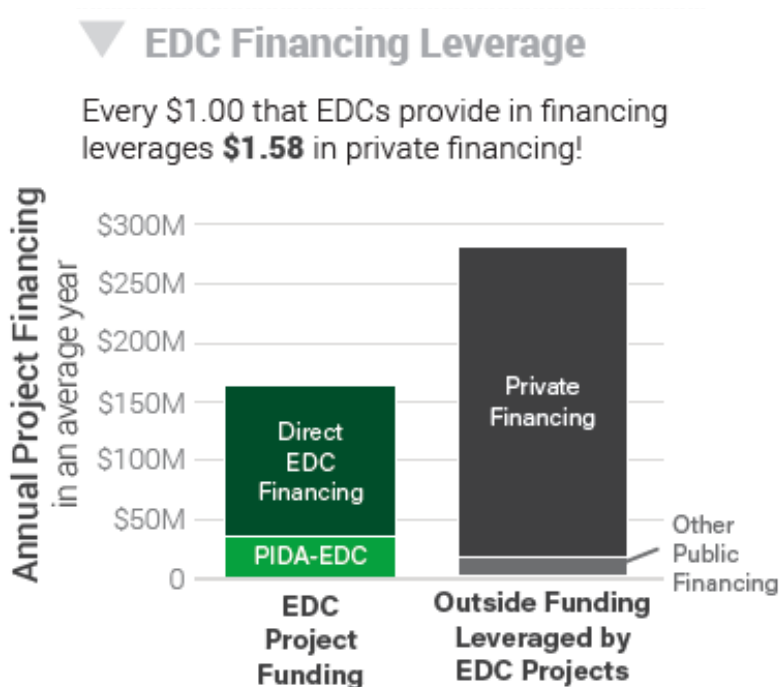 EDC Financing Leverage
Every $1.00 that EDCs provide in financing
leverages $1.58 in private financing!
Annual Project Financing
in an average year
$300M
$250M
$200M
$150M
$100M
$50M
0
Direct
EDC
Financing
PIDA-EDC
Private
Financing
Other
Public
Financing
EDC
Project
Funding
Outside Funding
Leveraged by
EDC Projects